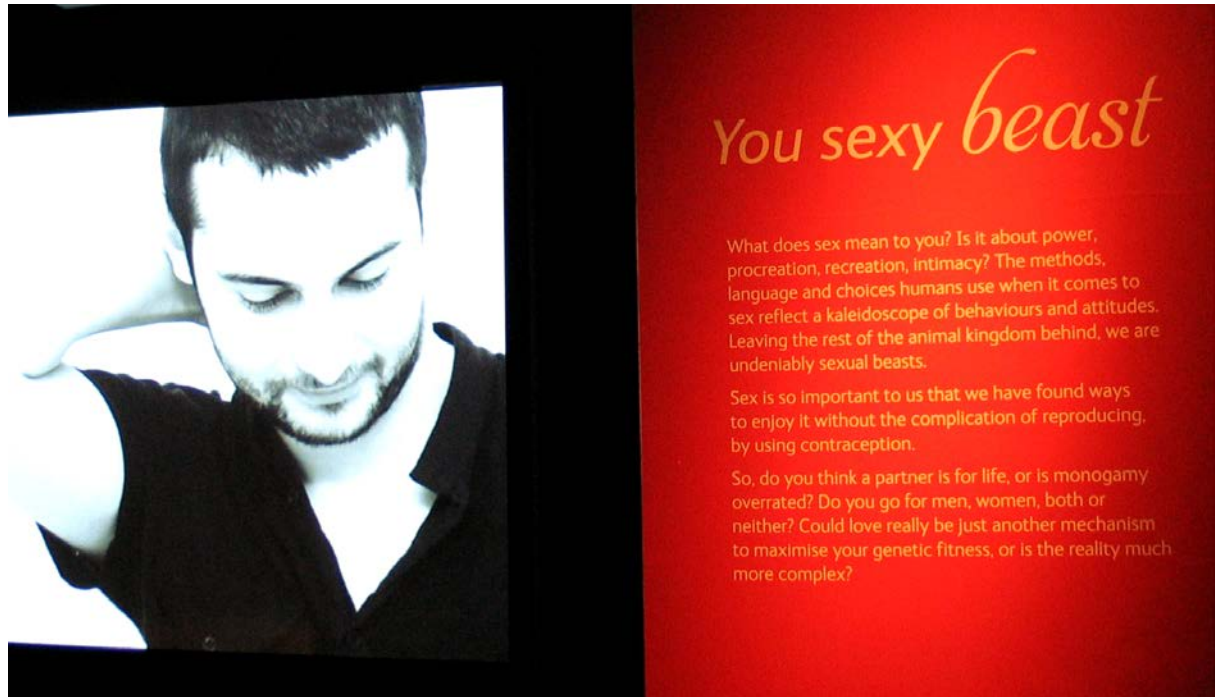 You sexy beast
What does sex mean to you? Is it about power,
procreation, recreation, intimacy? The methods,
language and choices humans use when it comes to
sex reflect a kaleidoscope of behaviours and attitudes.
Leaving the rest of the animal kingdom behind, we are
undeniably sexual beasts.
Sex is so important to us that we have found ways
to enjoy it without the complication of reproducing,
by using contraception.
So, do you think a partner is for life, or is monogamy
overrated? Do you go for men, women, both or
neither? Could love really be just another mechanism
to maximise your genetic fitness, or is the reality much
more complex?